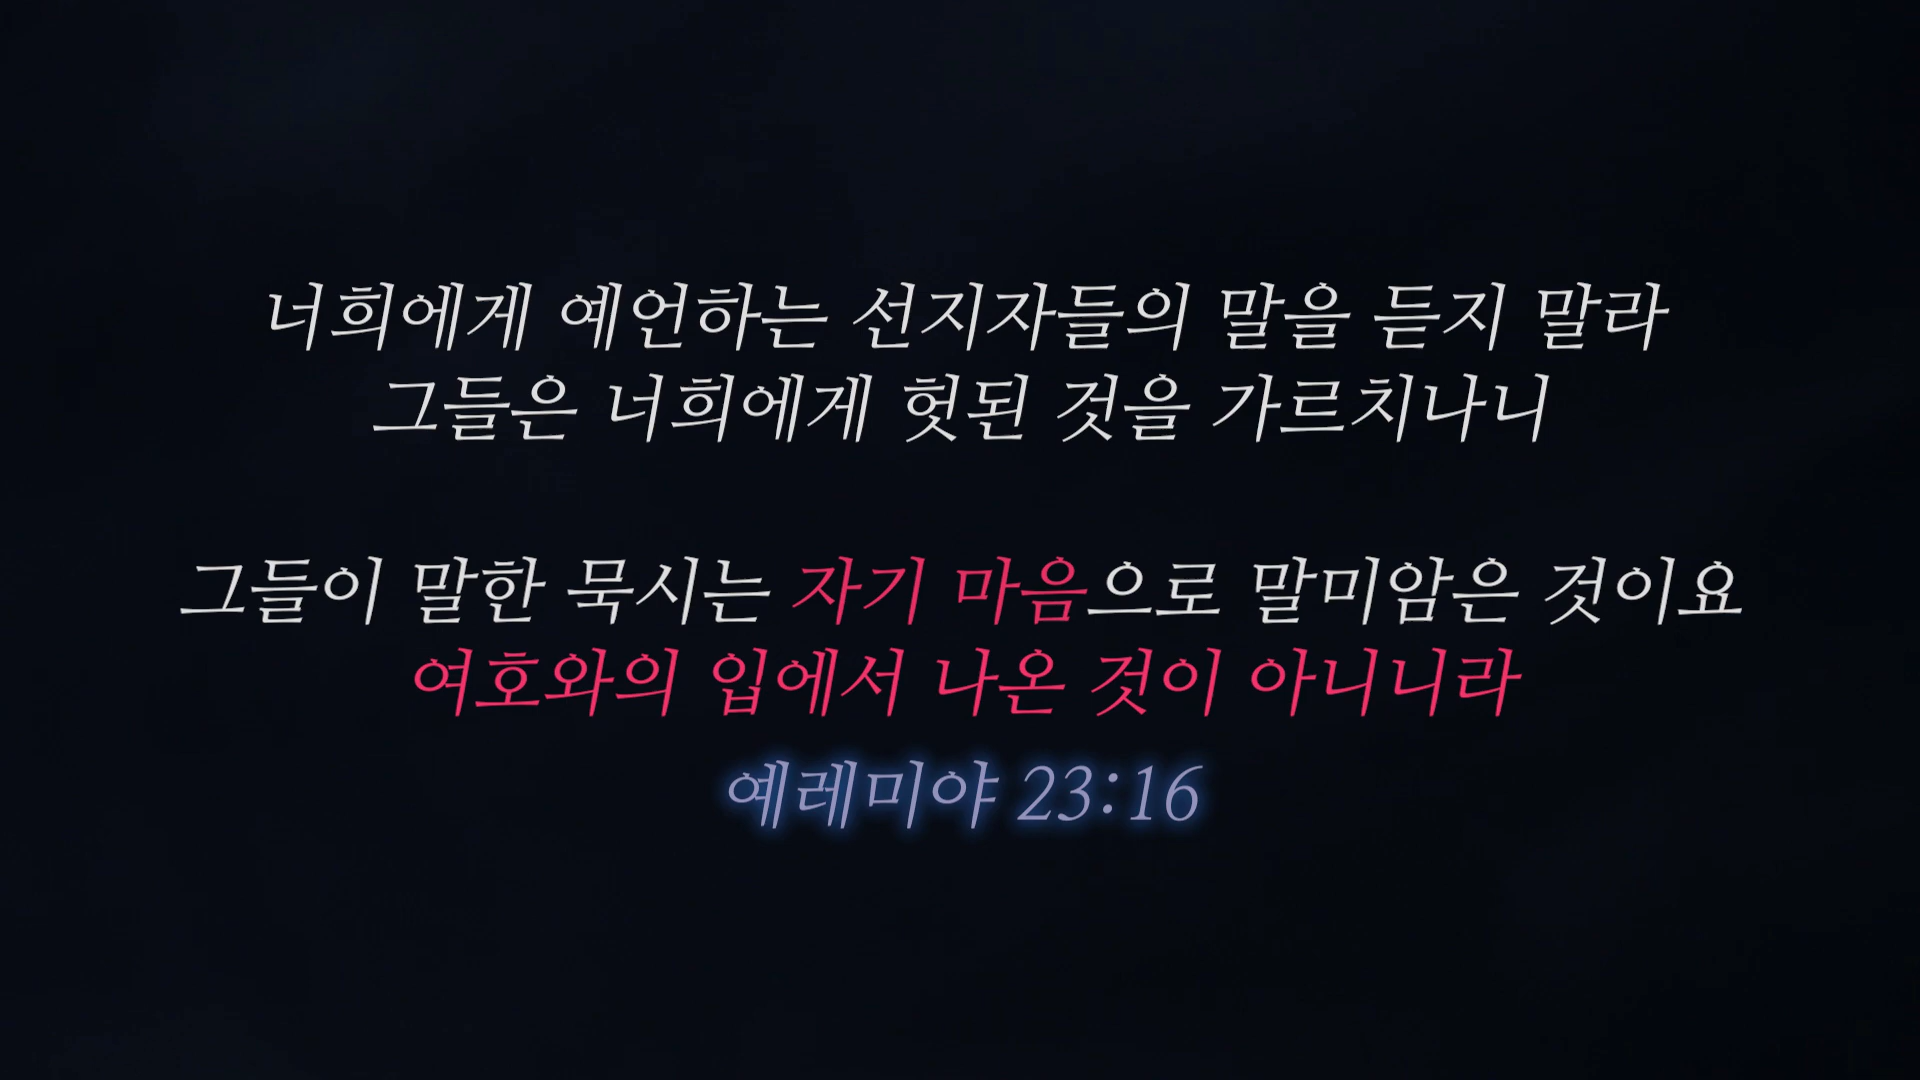 너희에게 예언하는 선지자들의 말을 듣지 말라
그들은 너희에게 헛된 것을 가르치나니
그들이 말한 묵시는 자기 마음으로 말미암은 것이요
여호와의 입에서 나온 것이 아니니라
예레미야 23:16